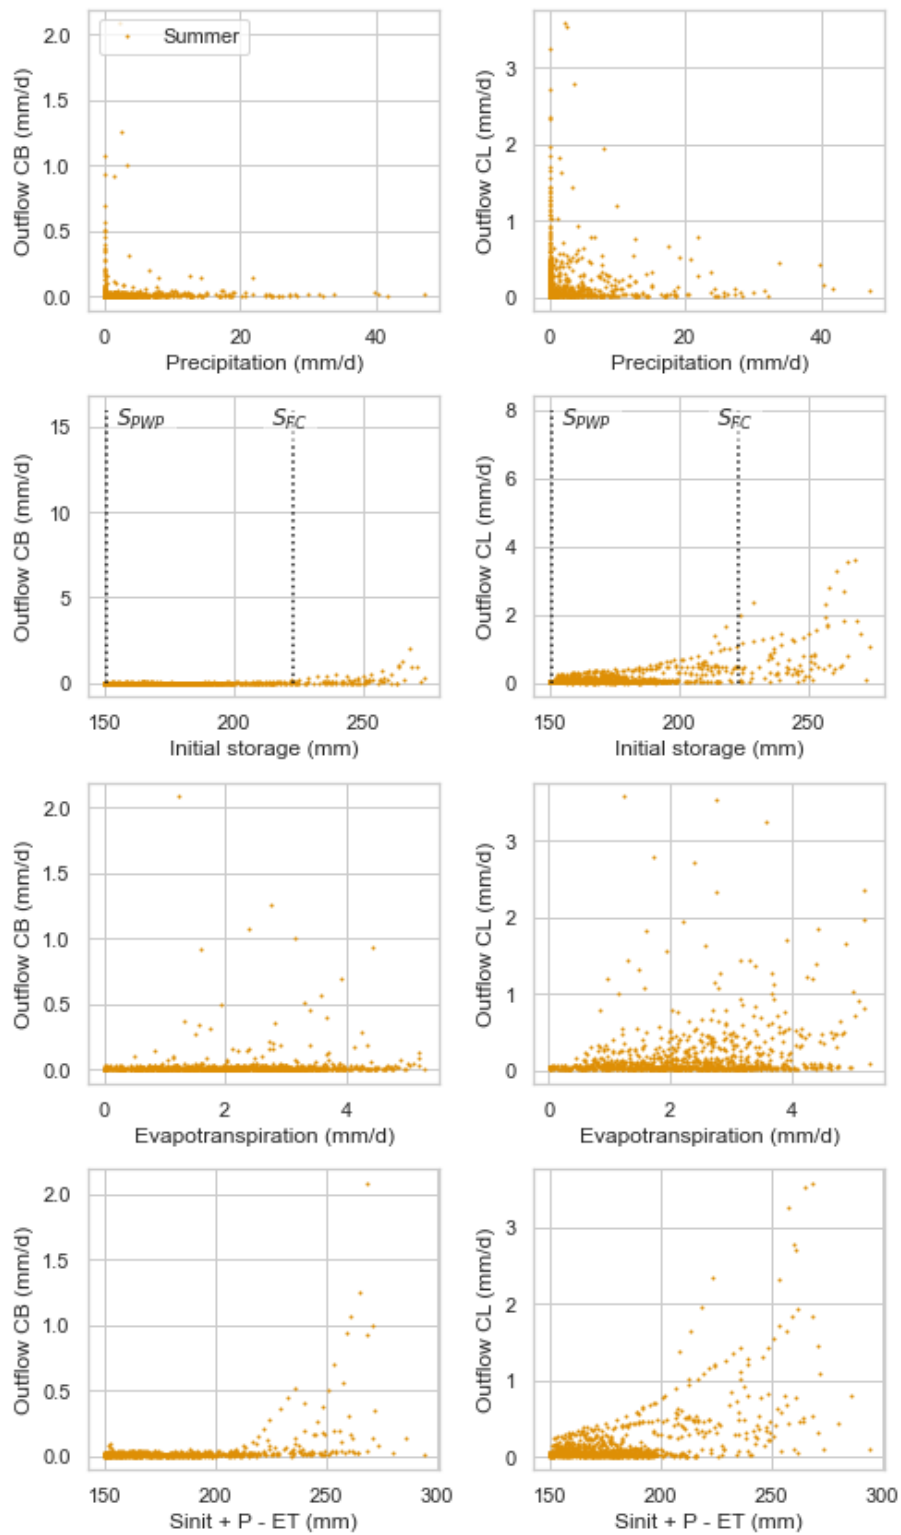 Summer
Outflow CB (mm/d)
2.0
1.5
1.0
0.5
0.0
0 20 40
Precipitation (mm/d)
Outflow CL (mm/d)
3
2
1
0
0 20 40
Precipitation (mm/d)
S_PWP S_FC
Outflow CB (mm/d)
15
10
5
0
150 200 250
Initial storage (mm)
S_PWP S_FC
Outflow CL (mm/d)
8
6
4
2
0
150 200 250
Initial storage (mm)
Outflow CB (mm/d)
2.0
1.5
1.0
0.5
0.0
0 2 4
Evapotranspiration (mm/d)
Outflow CL (mm/d)
3
2
1
0
0 2 4
Evapotranspiration (mm/d)
Outflow CB (mm/d)
2.0
1.5
1.0
0.5
0.0
150 200 250 300
Sinit + P - ET (mm)
Outflow CL (mm/d)
3
2
1
0
150 200 250 300
Sinit + P - ET (mm)